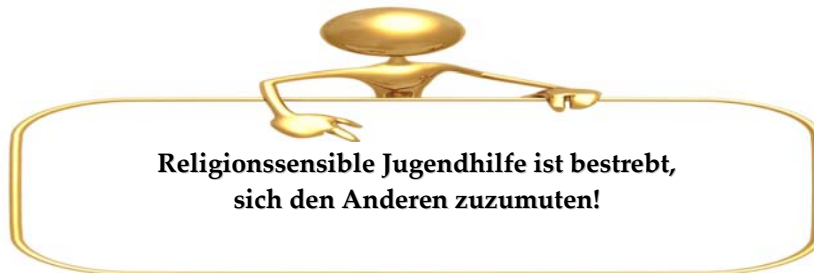 Religionssensible Jugendhilfe ist bestrebt,
sich den Anderen zuzumuten!